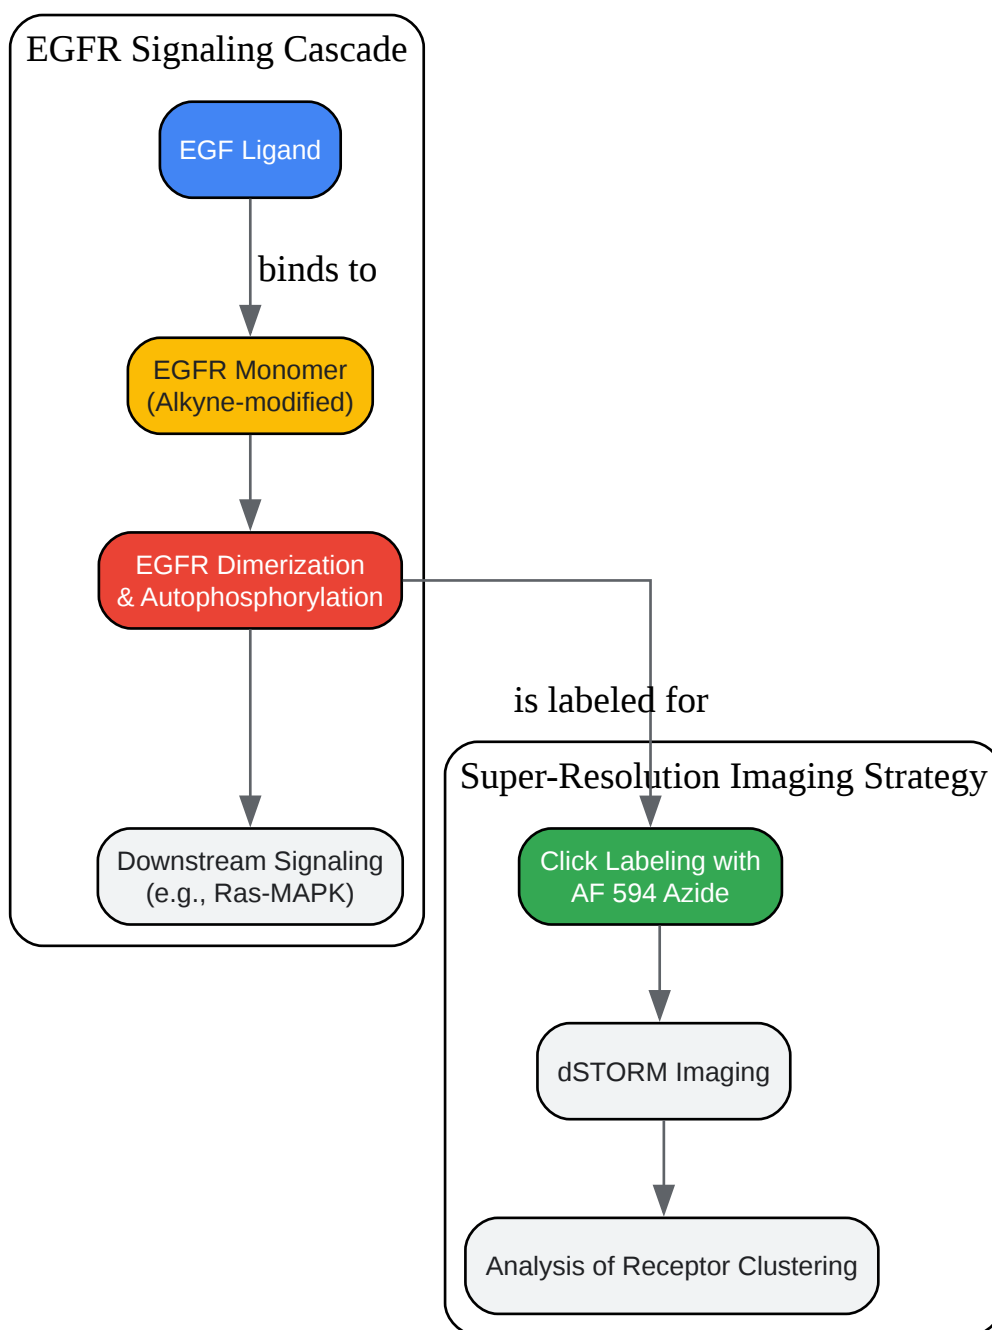 EGFR Signaling Cascade
EGF Ligand
binds to
EGFR Monomer
(Alkyne-modified)
EGFR Dimerization
& Autophosphorylation
is labeled for
Downstream Signaling
(e.g., Ras-MAPK)
Super-Resolution Imaging Strategy
Click Labeling with
AF 594 Azide
dSTORM Imaging
Analysis of Receptor Clustering